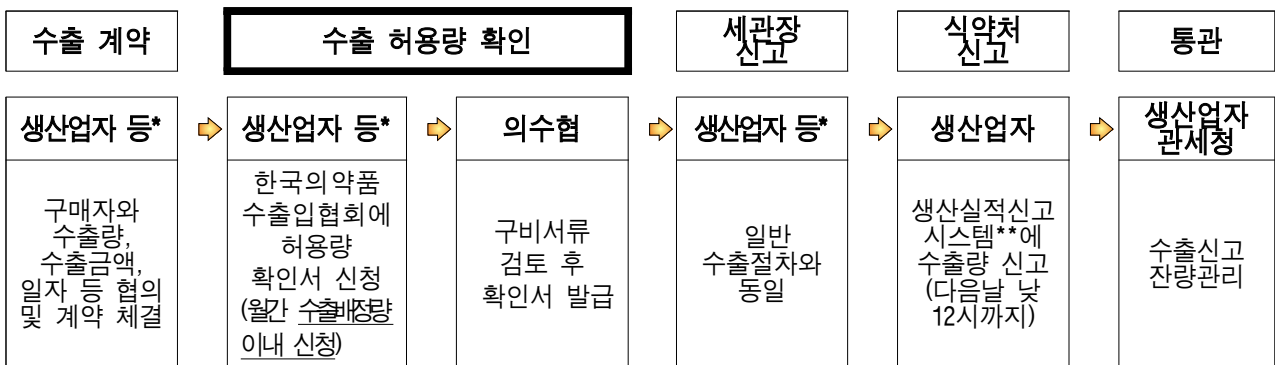 수출 계약
수출 허용량 확인
세관장
신고
식약처
신고
통관
생산업자 등*
생산업자 등*
의수협
생산업자 등*
생산업자
생산업자
관세청
구매자와
수출량,
수출금액,
일자 등 협의
및 계약 체결
한국의약품
수출입협회에
허용량
확인서 신청
(월간 수출배정량
이내 신청)
구비서류
검토 후
확인서 발급
일반
수출절차와
동일
생산실적신고
시스템**에
수출량 신고
(다음날 낮
12시까지)
수출신고
잔량관리